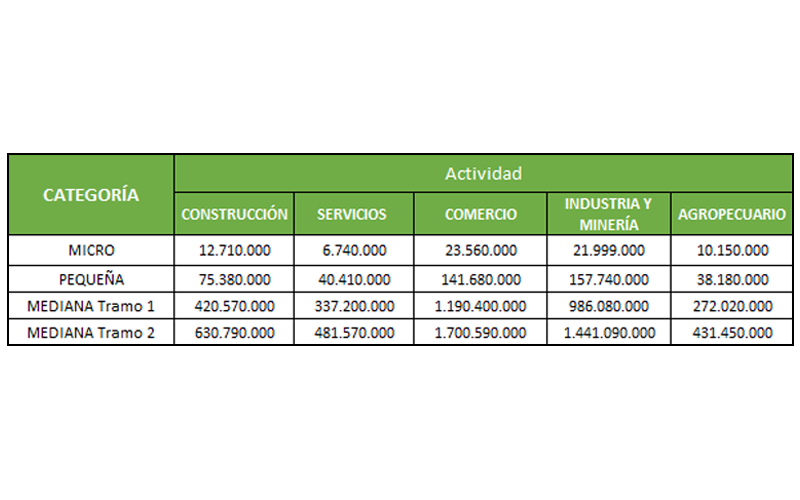 CATEGORÍA
Actividad
CONSTRUCCIÓN SERVICIOS COMERCIO INDUSTRIA Y MINERÍA AGROPECUARIO
MICRO 12.710.000 6.740.000 23.560.000 21.999.000 10.150.000
PEQUEÑA 75.380.000 40.410.000 141.680.000 157.740.000 38.180.000
MEDIANA Tramo 1 420.570.000 337.200.000 1.190.400.000 986.080.000 272.020.000
MEDIANA Tramo 2 630.790.000 481.570.000 1.700.590.000 1.441.090.000 431.450.000